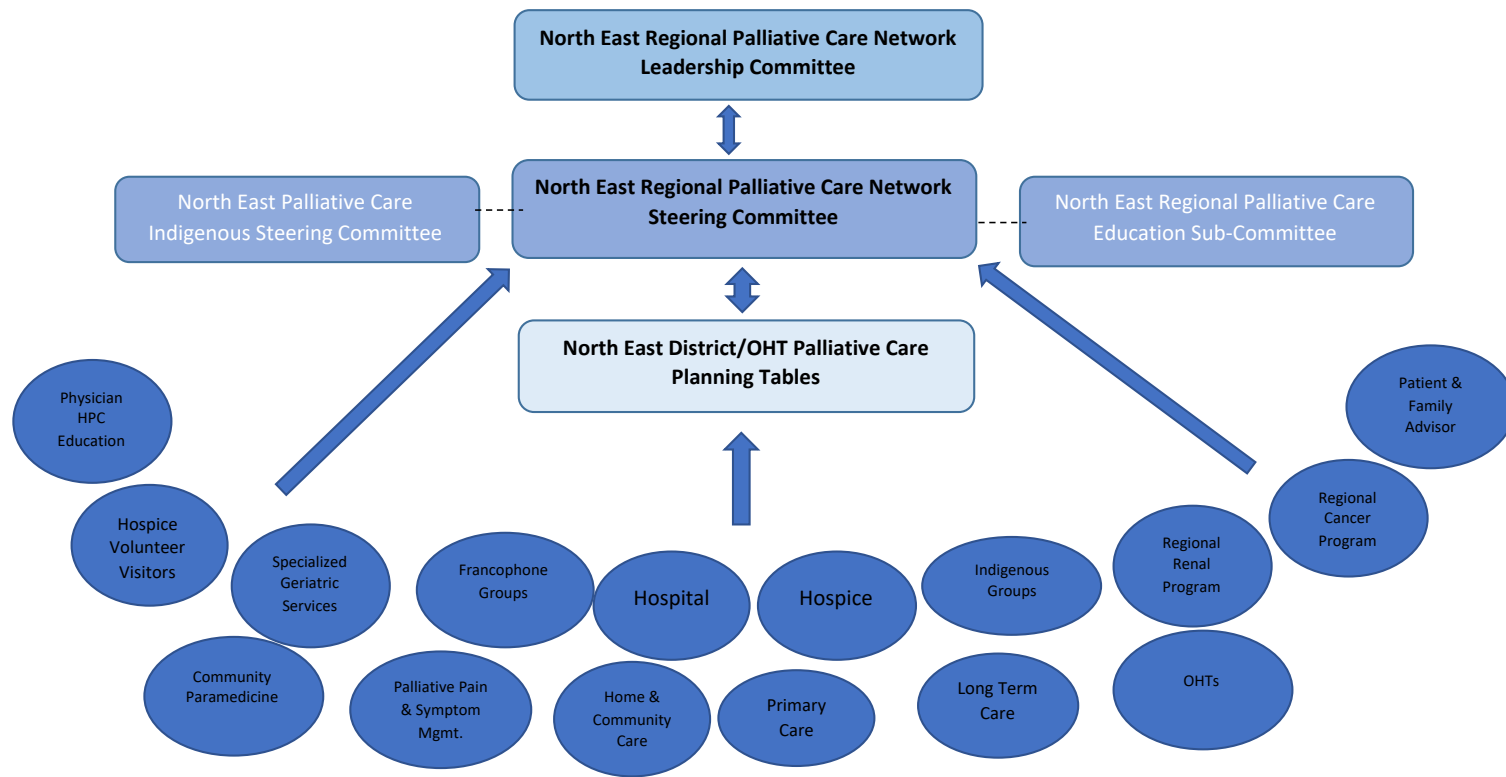 North East Regional Palliative Care Network
Leadership Committee
North East Palliative Care
Indigenous Steering Committee
North East Regional Palliative Care Network
Steering Committee
North East Regional Palliative Care
Education Sub-Committee
North East District/OHT Palliative Care
Planning Tables
Physician
HPC
Education
Patient &
Family
Advisor
Hospice
Volunteer
Visitors
Specialized
Geriatric
Services
Francophone
Groups
Hospital
Hospice
Indigenous
Groups
Regional
Renal
Program
Regional
Cancer
Program
Community
Paramedicine
Palliative Pain
& Symptom
Mgmt.
Home &
Community
Care
Primary
Care
Long Term
Care
OHTs